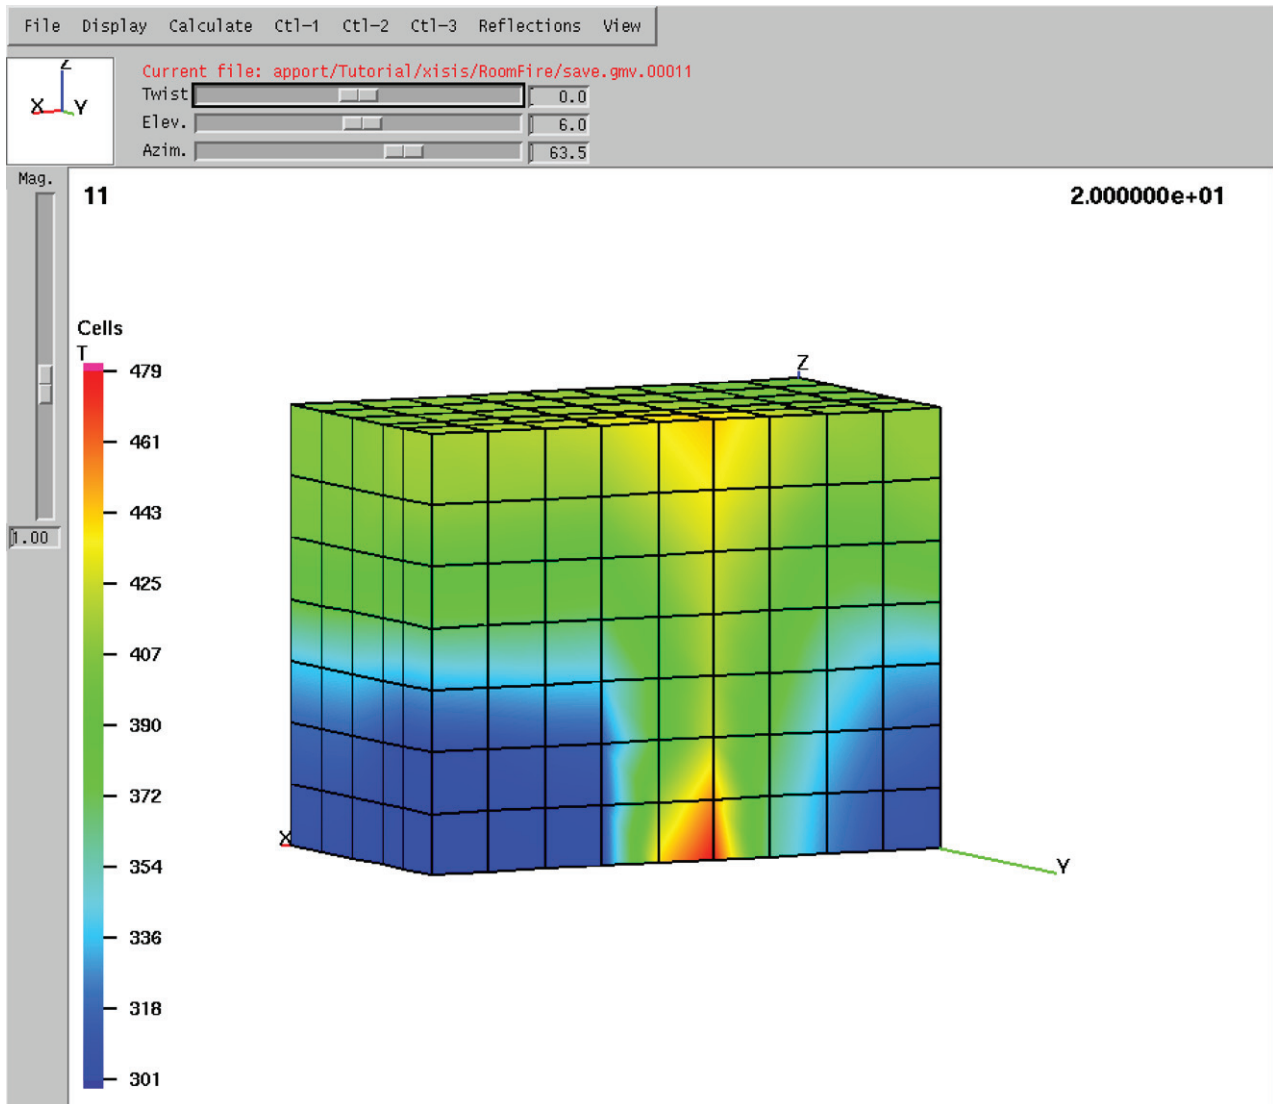 File Display Calculate Ctl-1 Ctl-2 Ctl-3 Reflections View
Z
X Y
Current file: apport/Tutorial/xisis/RoomFire/save.gmv.00011
Twist 0.0
Elev. 6.0
Azim. 63.5
Mag.
1.00
11 2.000000e+01
Cells
T
479
461
443
425
407
390
372
354
336
318
301
Z
X
Y